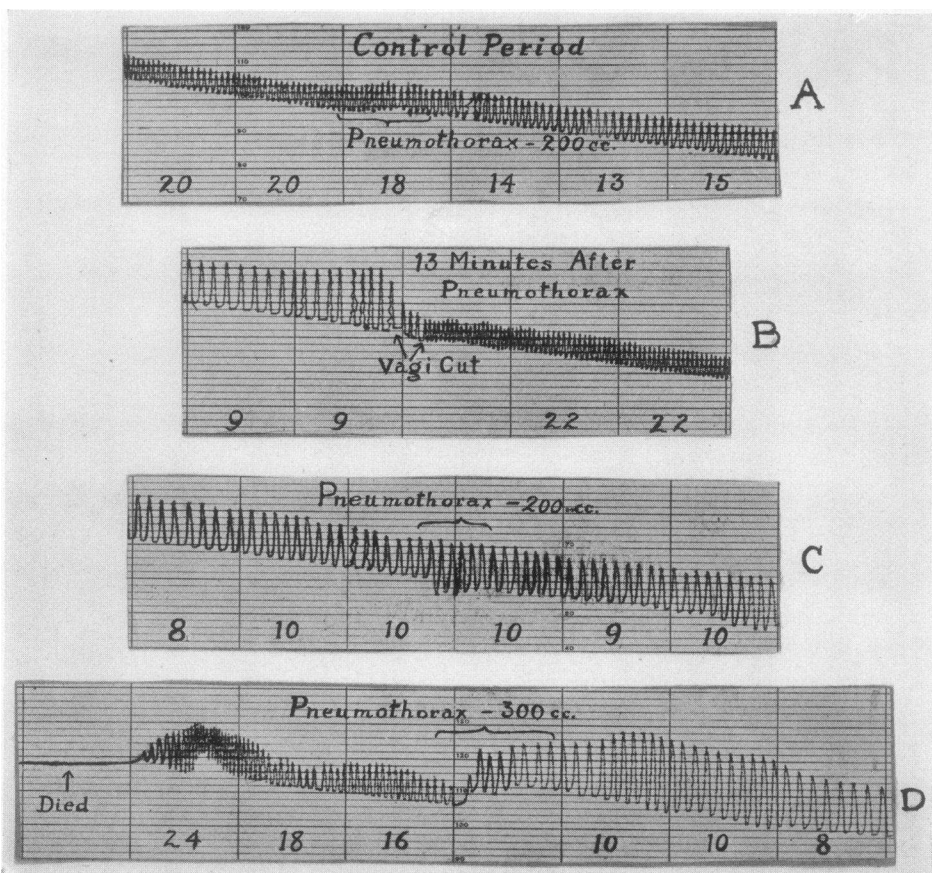 Control Period
A
Pneumothorax - 200 cc.
20 20 18 14 13 15
13 Minutes After
Pneumothorax
B
Vagi Cut
9 9 22 22
Pneumothorax - 200 cc.
C
8 10 10 10 9 10
Pneumothorax - 300 cc.
Died
D
24 18 16 10 10 8